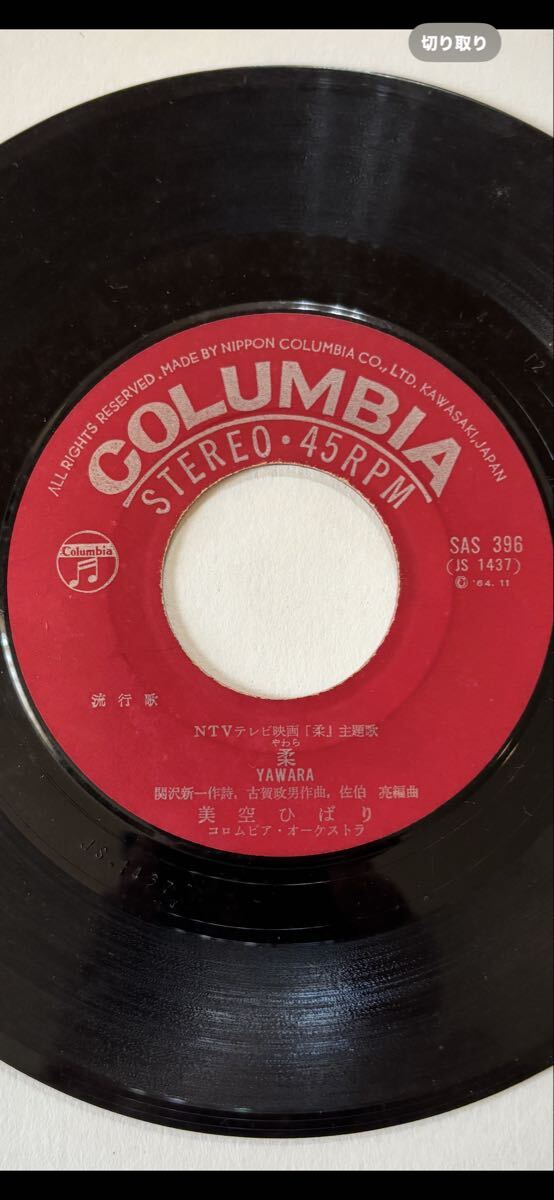 切り取り
ALL RIGHTS RESERVED. MADE BY NIPPON COLUMBIA CO., LTD. KAWASAKI, JAPAN
COLUMBIA
STEREO・45RPM
Columbia
SAS 396
(JS 1437)
Ⓒ '64. 11
流行歌
NTVテレビ映画「柔」主題歌
やわら
柔
YAWARA
関沢新一作詩, 古賀政男作曲, 佐伯 亮編曲
美空ひばり
コロムビア・オーケストラ